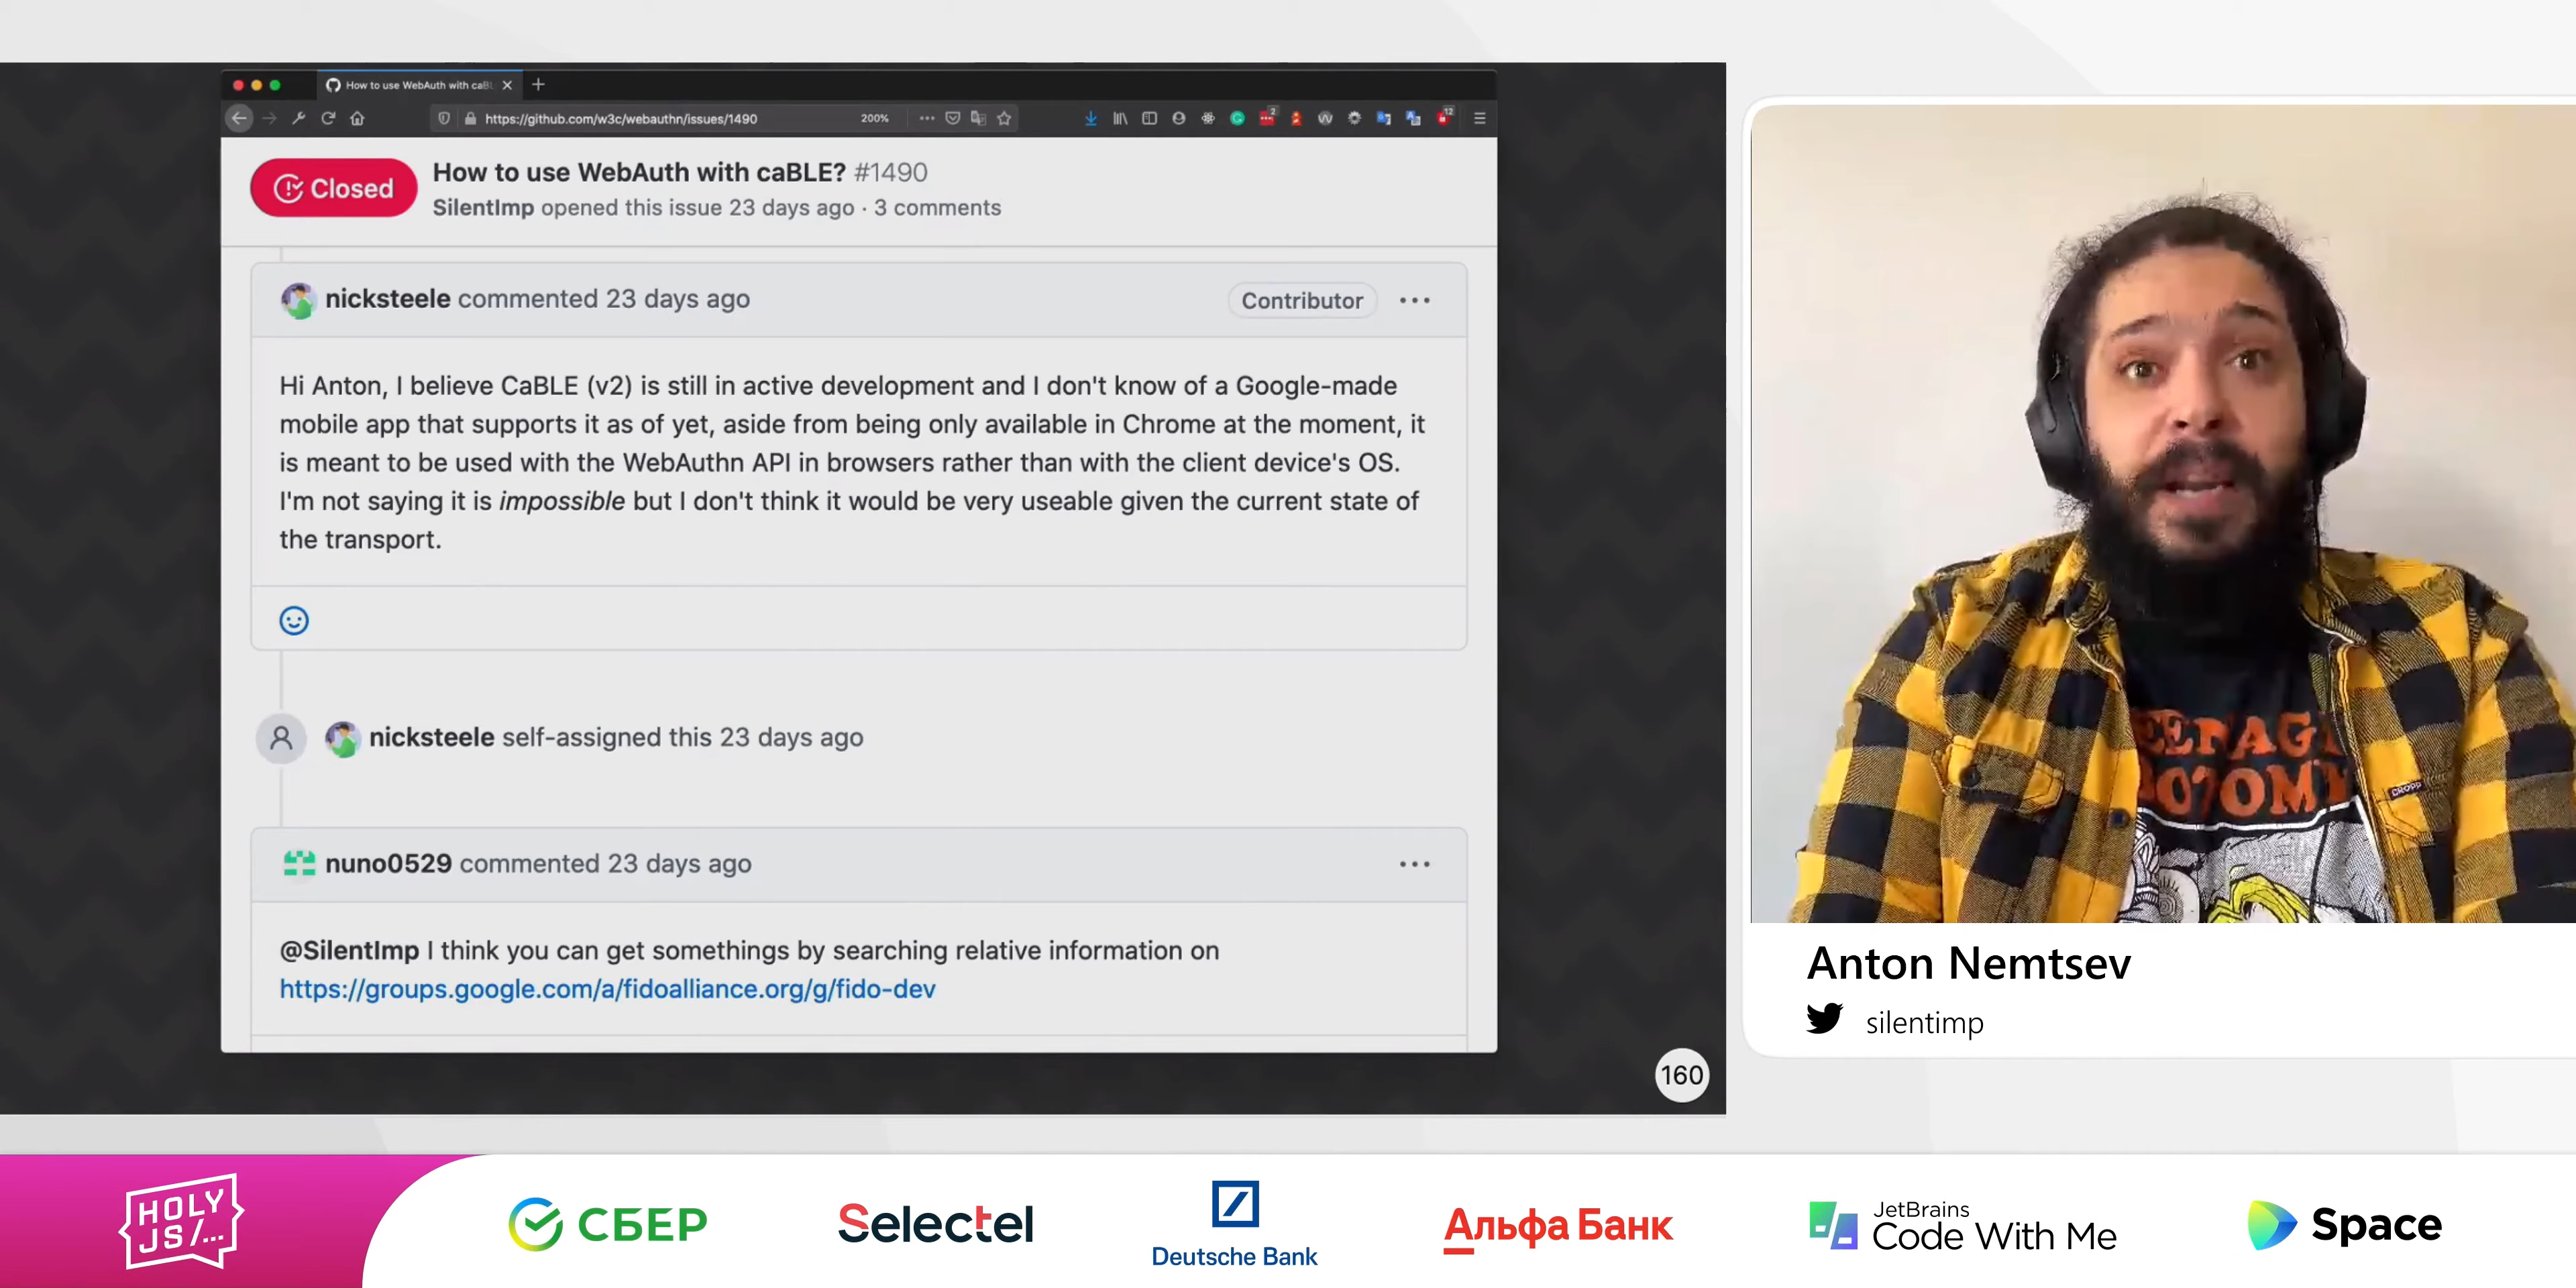 How to use WebAuth with caBL
https://github.com/w3c/webauthn/issues/1490
200%
2
12
Closed
How to use WebAuth with caBLE? #1490
SilentImp opened this issue 23 days ago · 3 comments
nicksteele commented 23 days ago
Contributor
Hi Anton, I believe CaBLE (v2) is still in active development and I don't know of a Google-made
mobile app that supports it as of yet, aside from being only available in Chrome at the moment, it
is meant to be used with the WebAuthn API in browsers rather than with the client device's OS.
I'm not saying it is impossible but I don't think it would be very useable given the current state of
the transport.
nicksteele self-assigned this 23 days ago
nuno0529 commented 23 days ago
@SilentImp I think you can get somethings by searching relative information on
https://groups.google.com/a/fidoalliance.org/g/fido-dev
160
CROPP
Anton Nemtsev
silentimp
HOLY
JS/...
СБЕР
Selectel
Deutsche Bank
Альфа Банк
JetBrains
Code With Me
Space